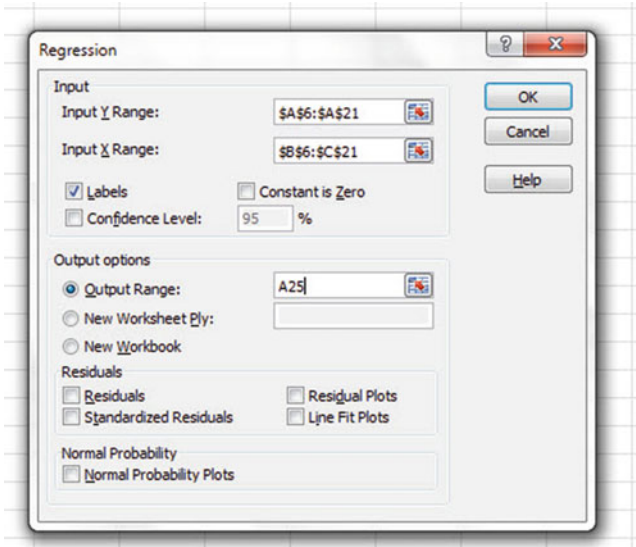 Regression
?
X
Input
Input Y Range:
$A$6:$A$21
Input X Range:
$B$6:$C$21
Labels
Constant is Zero
Confidence Level:
95
%
Output options
Output Range:
A25
New Worksheet Ply:
New Workbook
Residuals
Residuals
Residual Plots
Standardized Residuals
Line Fit Plots
Normal Probability
Normal Probability Plots
OK
Cancel
Help